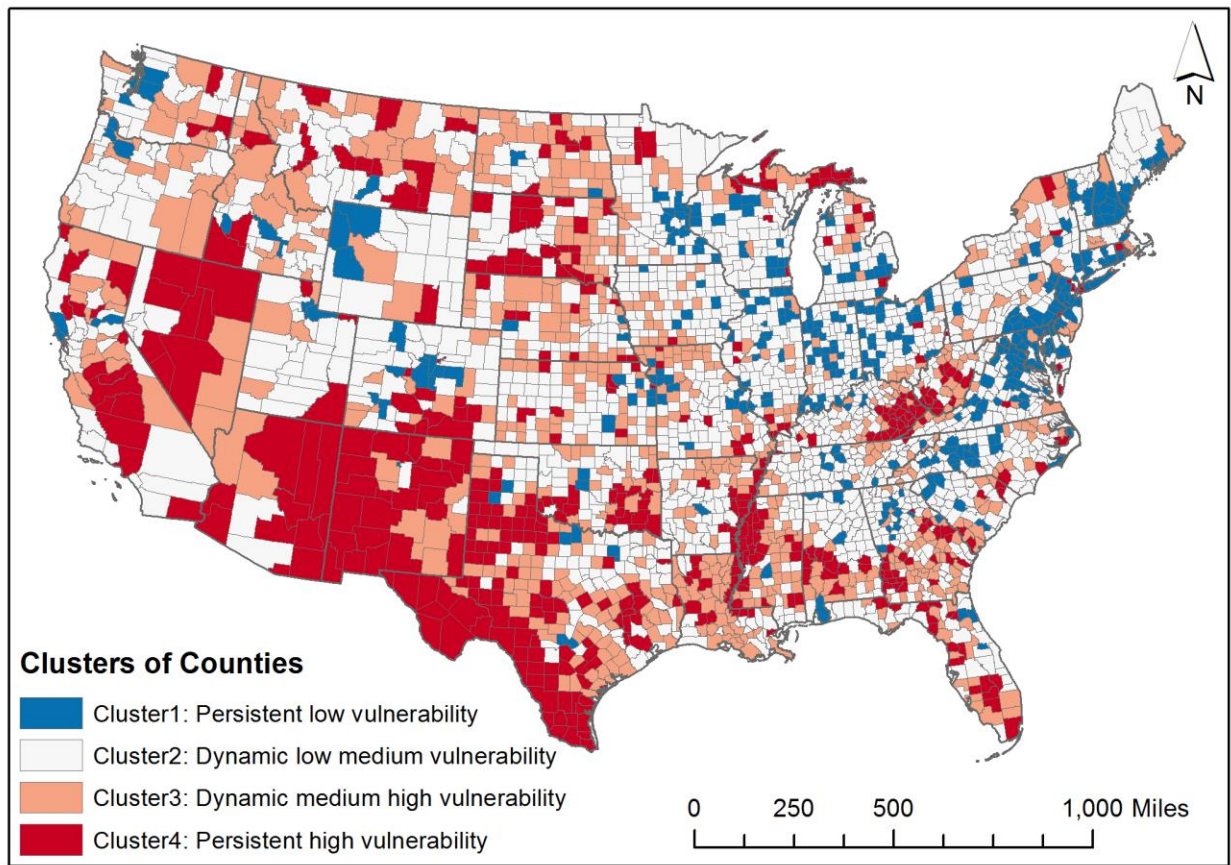 N
Clusters of Counties
Cluster1: Persistent low vulnerability
Cluster2: Dynamic low medium vulnerability
Cluster3: Dynamic medium high vulnerability
Cluster4: Persistent high vulnerability
0 250 500 1,000 Miles